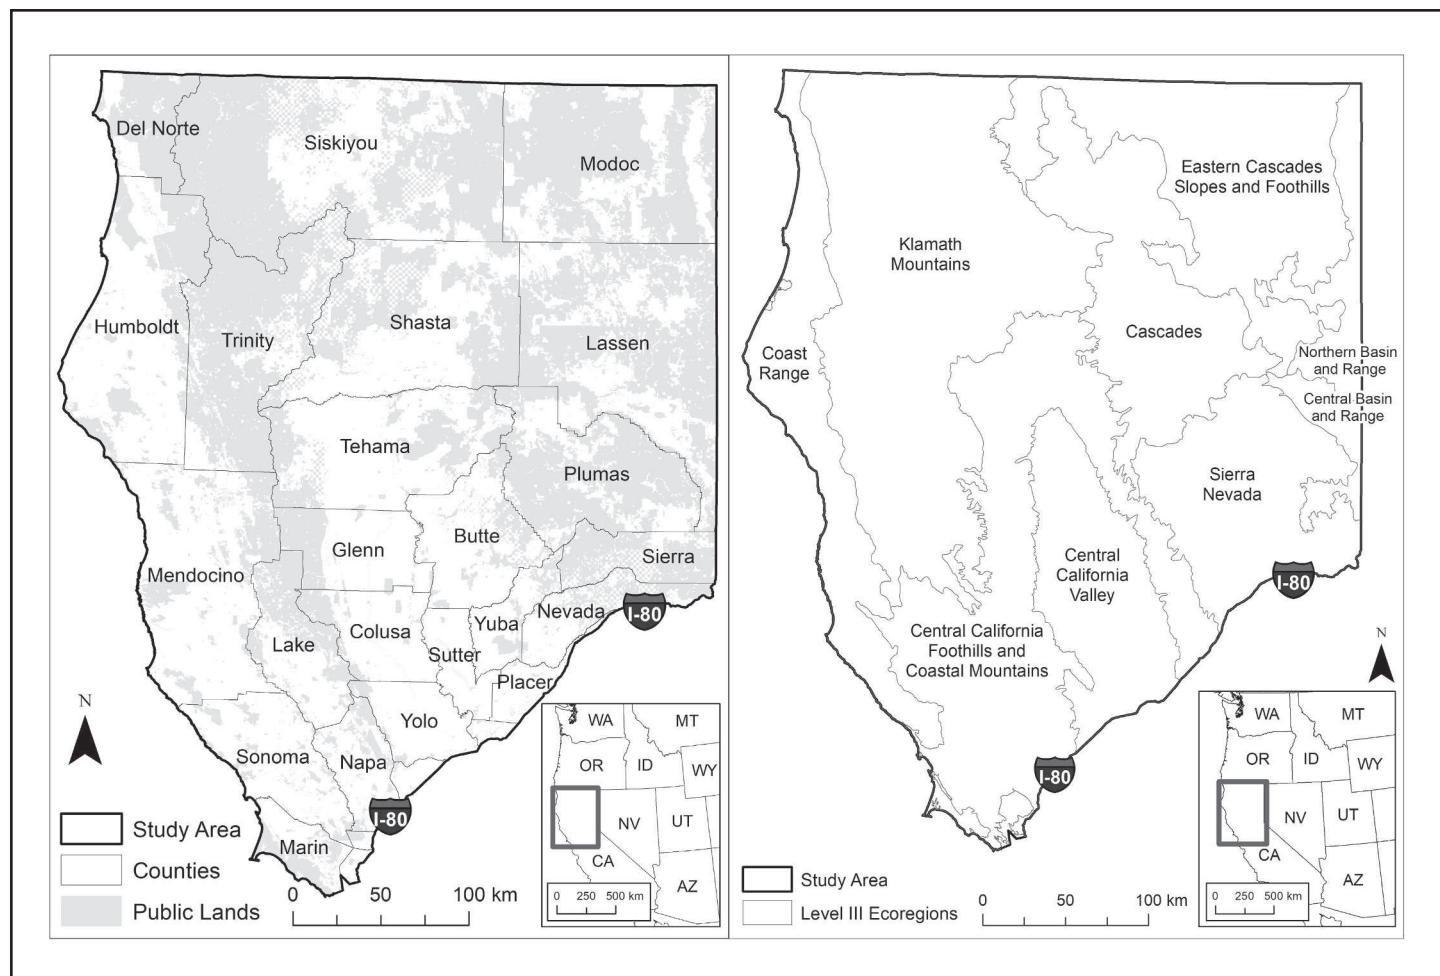 Del Norte
Siskiyou
Modoc
Humboldt
Trinity
Shasta
Lassen
Tehama
Plumas
Glenn
Butte
Sierra
Mendocino
Colusa
Yuba
Nevada
I-80
Lake
Sutter
Placer
Yolo
Sonoma
Napa
I-80
Marin
N
Study Area
Counties
Public Lands
0 50 100 km
WA
MT
OR
ID
WY
NV
UT
CA
AZ
0 250 500 km
Eastern Cascades
Slopes and Foothills
Klamath
Mountains
Cascades
Coast
Range
Northern Basin
and Range
Central Basin
and Range
Sierra
Nevada
Central
California
Valley
I-80
Central California
Foothills and
Coastal Mountains
N
I-80
Study Area
Level III Ecoregions
0 50 100 km
WA
MT
OR
ID
WY
NV
UT
CA
AZ
0 250 500 km